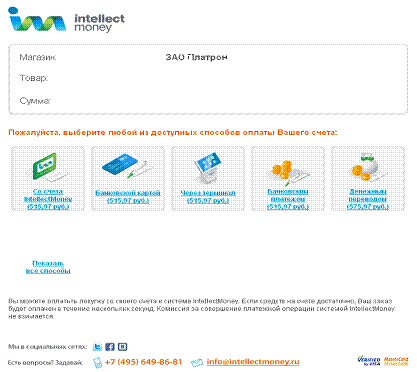 intellect
money
Магазин: ЗАО Платрон
Товар:
Сумма:
Пожалуйста, выберите любой из доступных способов оплаты Вашего счета:
Со счета
IntellectMoney
(515,97 руб.)
Банковской картой
(515,97 руб.)
Через терминал
(515,97 руб.)
Банковским
платежом
(515,97 руб.)
Денежным
переводом
(575,97 руб.)
Показать
все способы
Вы можете оплатить покупку со своего счета в системе IntellectMoney. Если средств на счете достаточно, Ваш заказ
будет оплачен в течение нескольких секунд. Комиссия за совершение платежной операции системой IntellectMoney
не взимается.
Мы в социальных сетях:
Есть вопросы? Задавай: +7 (495) 649-86-81 info@intellectmoney.ru
VERIFIED by VISA MasterCard SecureCode